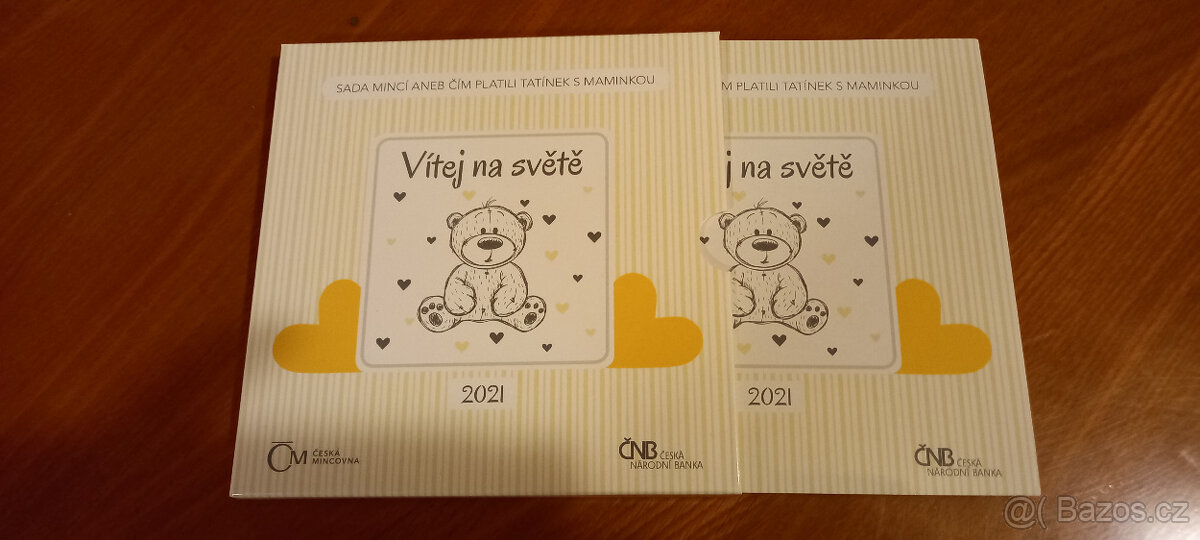 SADA MINCÍ ANEB ČÍM PLATILI TATÍNEK S MAMINKOU
Vítej na světě
2021
ČM ČESKÁ
MINCOVNA
ČNB ČESKÁ
NÁRODNÍ BANKA
M PLATILI TATÍNEK S MAMINKOU
j na světě
2021
ČNB ČESKÁ
NÁRODNÍ BANKA
@( Bazos.cz